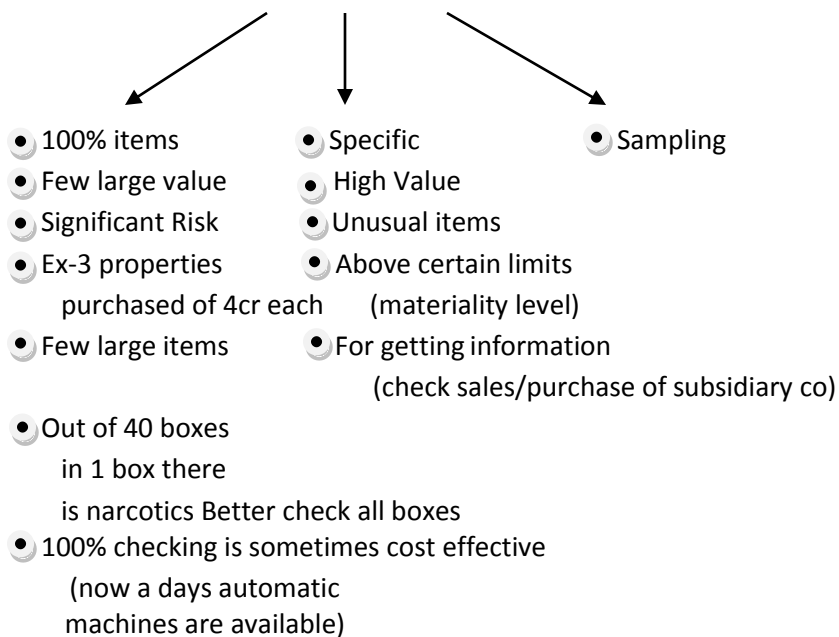 • 100% items
• Few large value
• Significant Risk
• Ex-3 properties
purchased of 4cr each
• Few large items
• Out of 40 boxes
in 1 box there
is narcotics Better check all boxes
• 100% checking is sometimes cost effective
(now a days automatic
machines are available)
• Specific
• High Value
• Unusual items
• Above certain limits
(materiality level)
• For getting information
(check sales/purchase of subsidiary co)
• Sampling